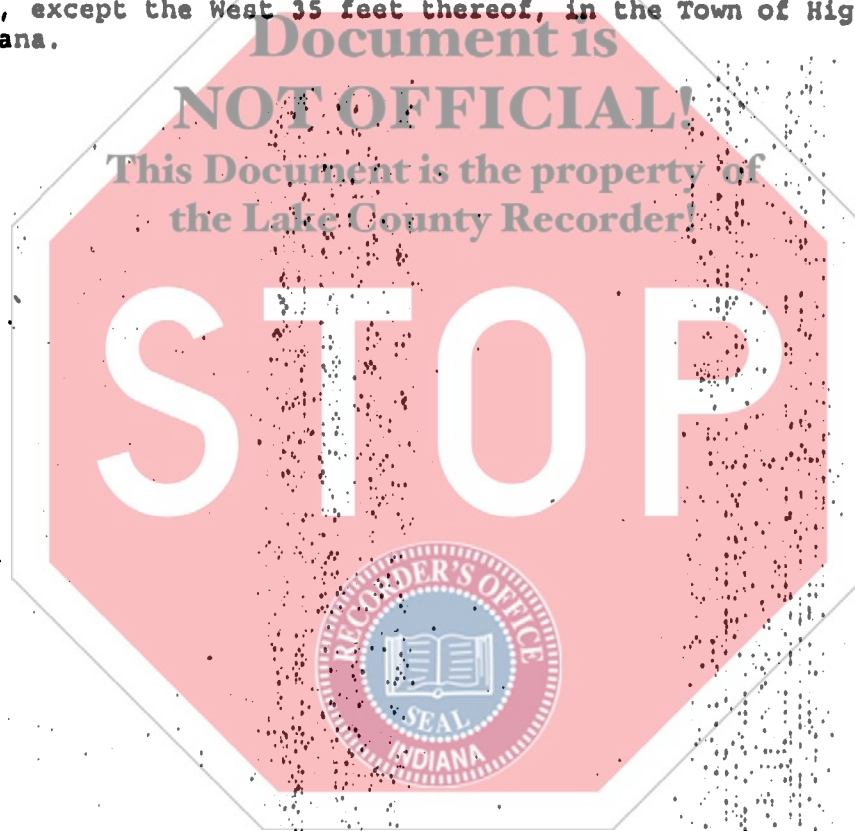 , except the West 35 feet thereof, in the Town of Hig
ana.
Document is
NOT OFFICIAL!
This Document is the property of
the Lake County Recorder!
STOP
RECORDER'S OFFICE
SEAL
INDIANA